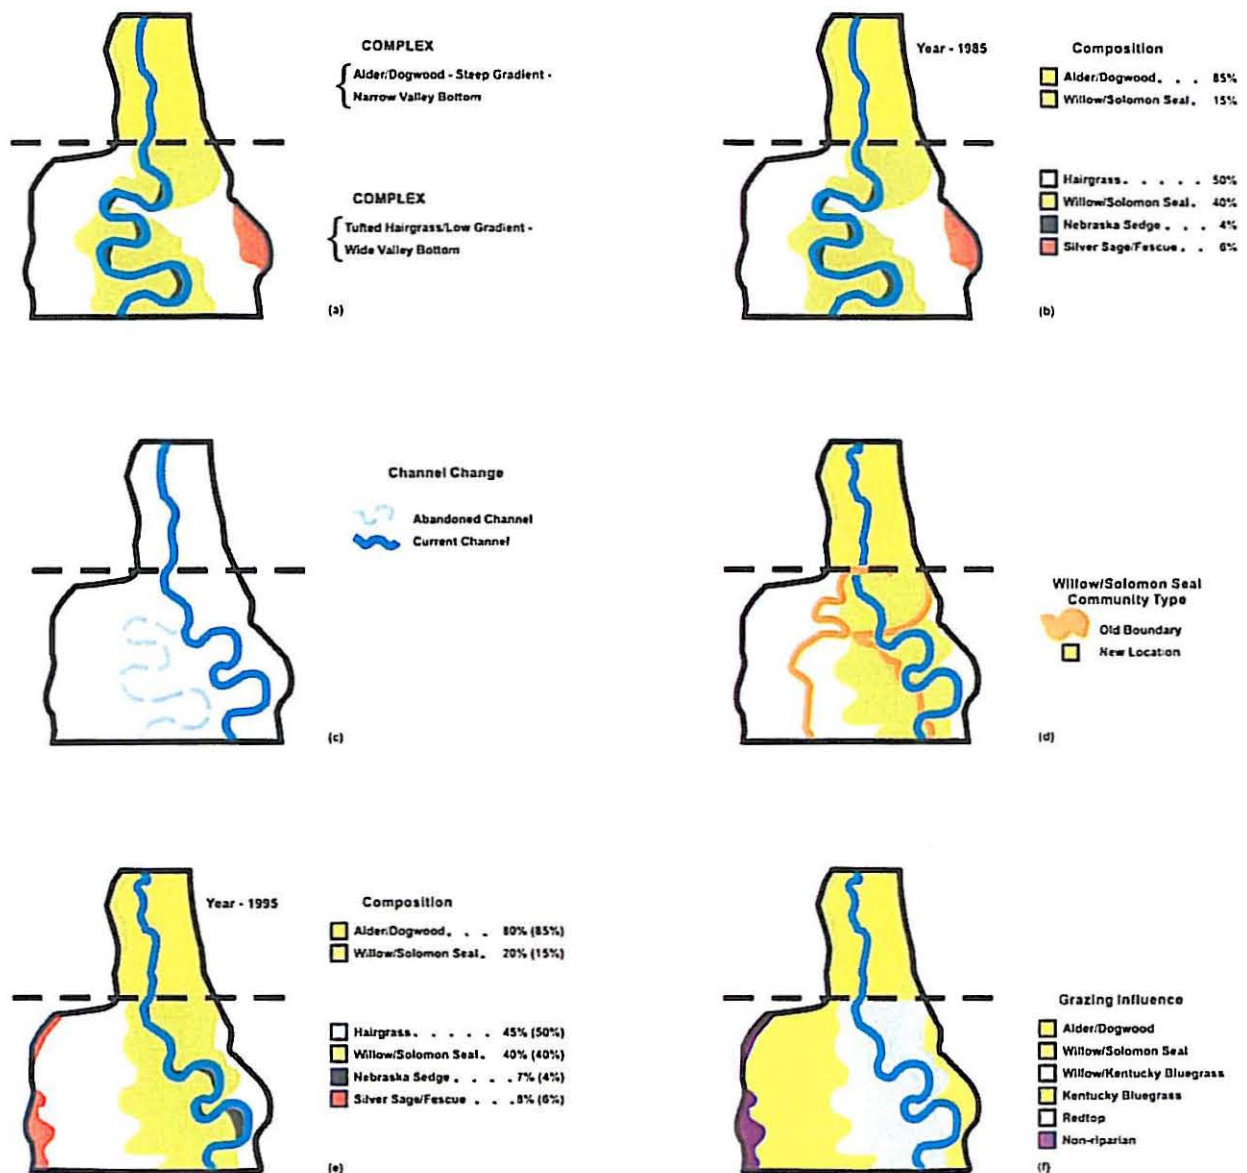 COMPLEX
Alder/Dogwood - Steep Gradient -
Narrow Valley Bottom
COMPLEX
Tufted Hairgrass/Low Gradient -
Wide Valley Bottom
(a)
Year - 1985
Composition
Alder/Dogwood. . . 85%
Willow/Solomon Seal. 15%
Hairgrass. . . . . 50%
Willow/Solomon Seal. 40%
Nebraska Sedge . . 4%
Silver Sage/Fescue . . 6%
(b)
Channel Change
Abandoned Channel
Current Channel
(c)
Willow/Solomon Seal
Community Type
Old Boundary
New Location
(d)
Year - 1995
Composition
Alder/Dogwood. . . 80% (85%)
Willow/Solomon Seal. 20% (15%)
Hairgrass . . . . . 45% (50%)
Willow/Solomon Seal. 40% (40%)
Nebraska Sedge . . . 7% (4%)
Silver Sage/Fescue . . . 8% (6%)
(e)
Grazing Influence
Alder/Dogwood
Willow/Solomon Seal
Willow/Kentucky Bluegrass
Kentucky Bluegrass
Redtop
Non-riparian
(f)